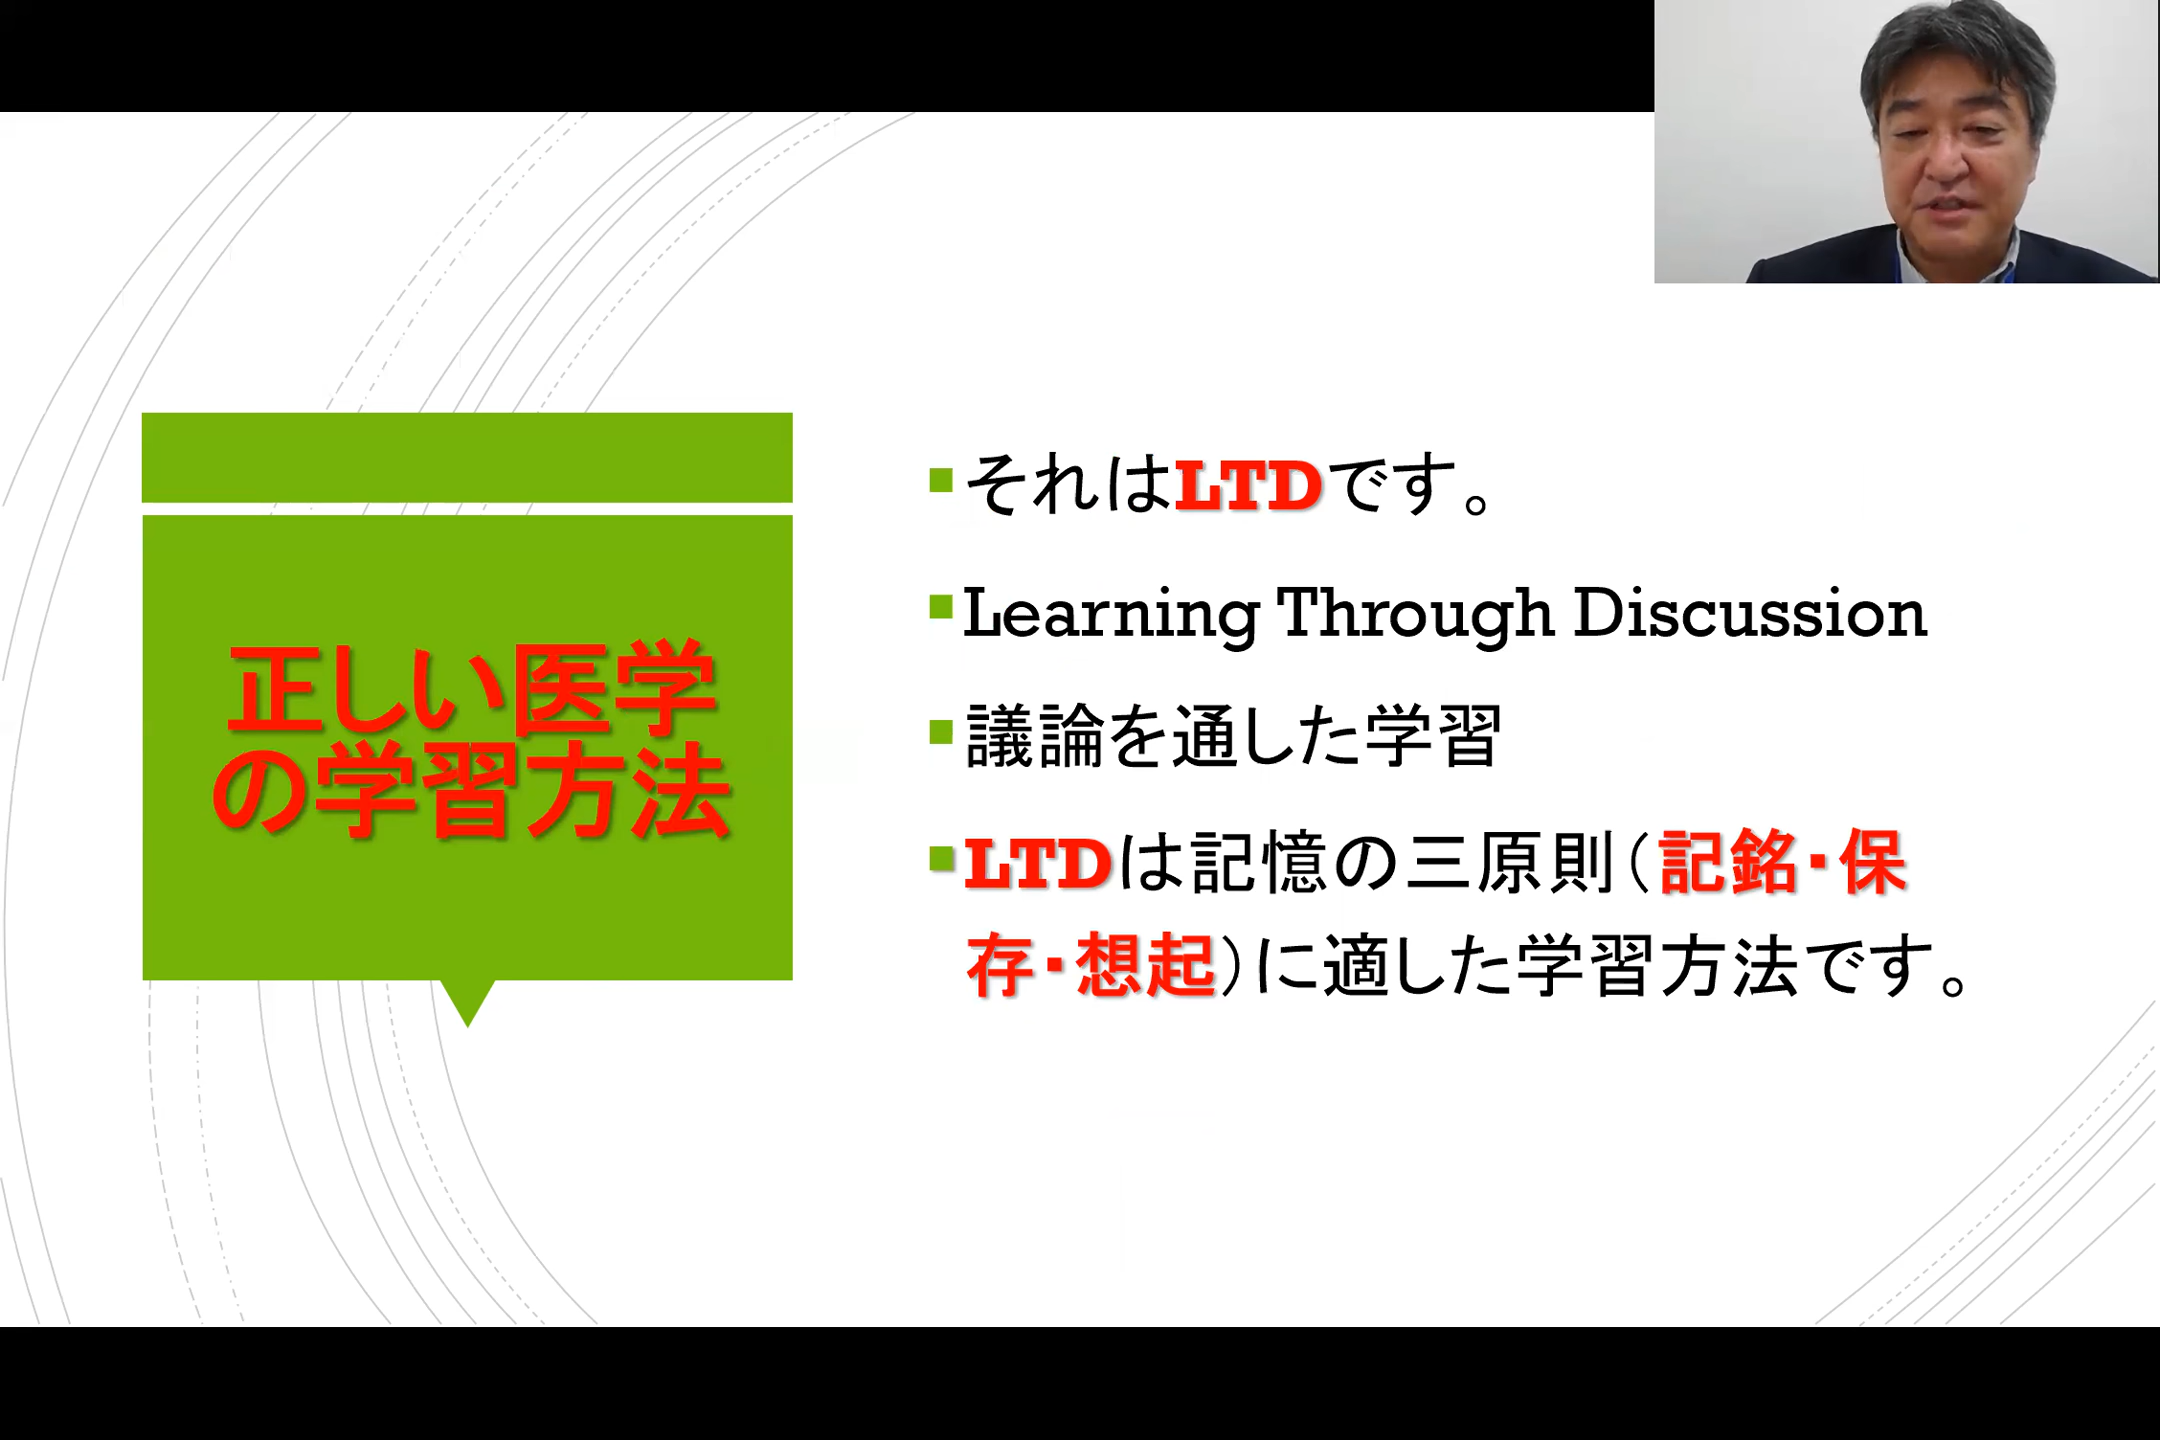 正しい医学
の学習方法
それはLTDです。
Learning Through Discussion
議論を通した学習
LTDは記憶の三原則（記銘・保
存・想起）に適した学習方法です。